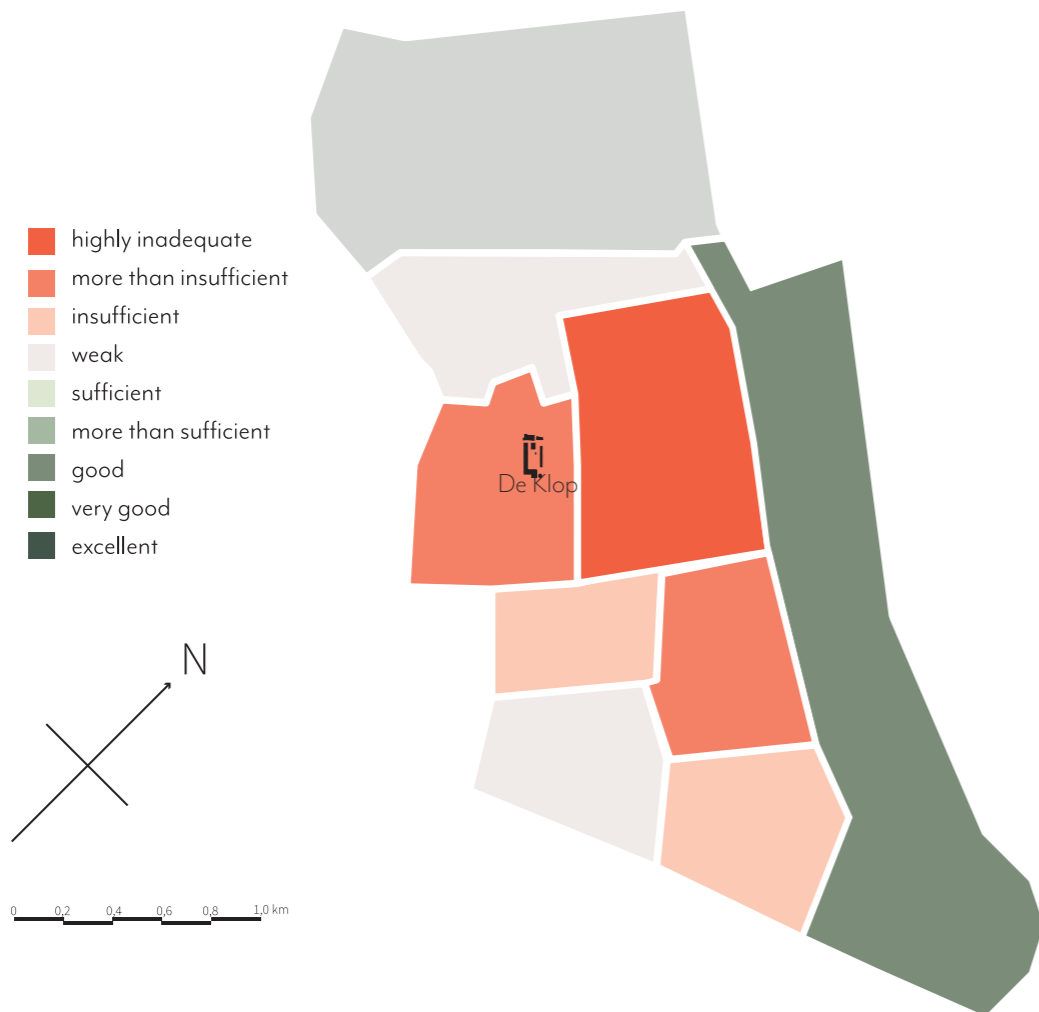 highly inadequate
more than insufficient
insufficient
weak
sufficient
more than sufficient
good
very good
excellent
De Klop
N
0 0,2 0,4 0,6 0,8 1,0 km